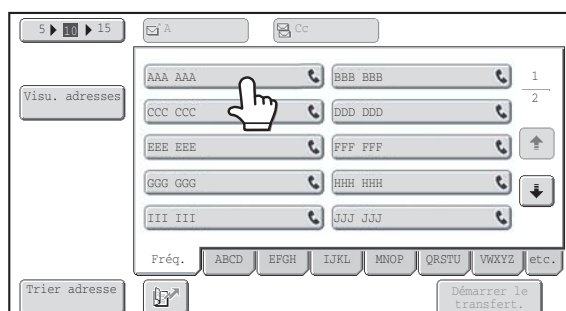 5 10 15
A
Cc
Visu. adresses
AAA AAA
BBB BBB
1
2
CCC CCC
DDD DDD
EEE EEE
FFF FFF
GGG GGG
HHH HHH
III III
JJJ JJJ
Fréq. ABCD EFGH IJKL MNOP QRSTU VWXYZ etc.
Trier adresse
Démarrer le
transfert.